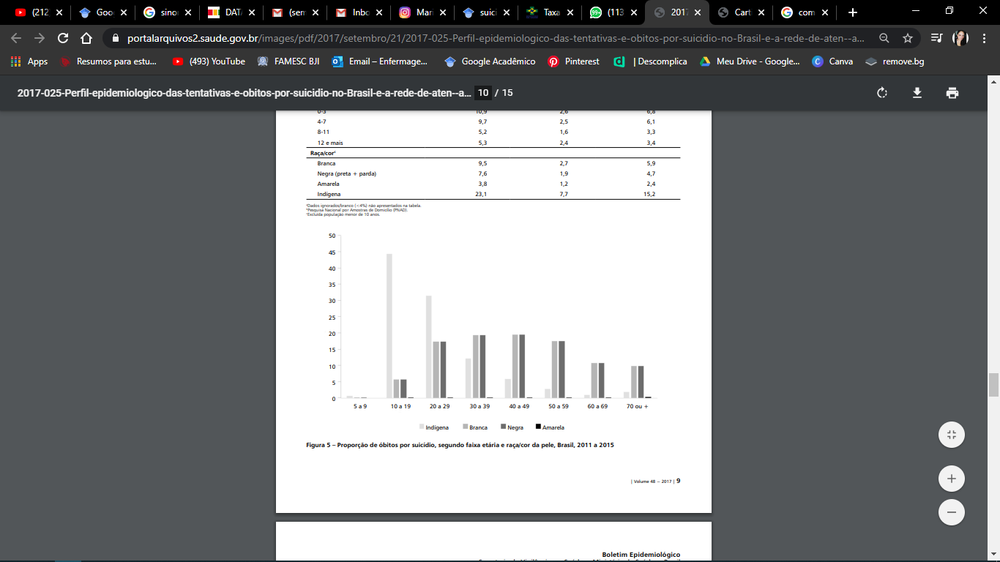 (212
Goo
sino
DAT
(sem
Inbo
Mari
suici
Taxa
99+
(113
2017
Cart
com
portalarquivos2.saude.gov.br/images/pdf/2017/setembro/21/2017-025-Perfil-epidemiologico-das-tentativas-e-obitos-por-suicidio-no-Brasil-e-a-rede-de-aten--a...
Apps
Resumos para estu...
(493) YouTube
FAMESC BJI
Email – Enfermage...
Google Acadêmico
Pinterest
| Descomplica
Meu Drive - Google...
Canva
remove.bg
2017-025-Perfil-epidemiologico-das-tentativas-e-obitos-por-suicidio-no-Brasil-e-a-rede-de-aten--a... 10 / 15
0-3 10,9 2,6 6,8
4-7 9,7 2,5 6,1
8-11 5,2 1,6 3,3
12 e mais 5,3 2,4 3,4
Raça/corᶜ
Branca 9,5 2,7 5,9
Negra (preta + parda) 7,6 1,9 4,7
Amarela 3,8 1,2 2,4
Indígena 23,1 7,7 15,2
ᵃDados ignorados/branco (<4%) não apresentados na tabela.
ᵇPesquisa Nacional por Amostras de Domicílio (PNAD).
ᶜExcluída população menor de 10 anos.
50
45
40
35
30
25
20
15
10
5
0
5 a 9 10 a 19 20 a 29 30 a 39 40 a 49 50 a 59 60 a 69 70 ou +
Indígena Branca Negra Amarela
Figura 5 – Proporção de óbitos por suicídio, segundo faixa etária e raça/cor da pele, Brasil, 2011 a 2015
| Volume 48 – 2017 | 9
Boletim Epidemiológico